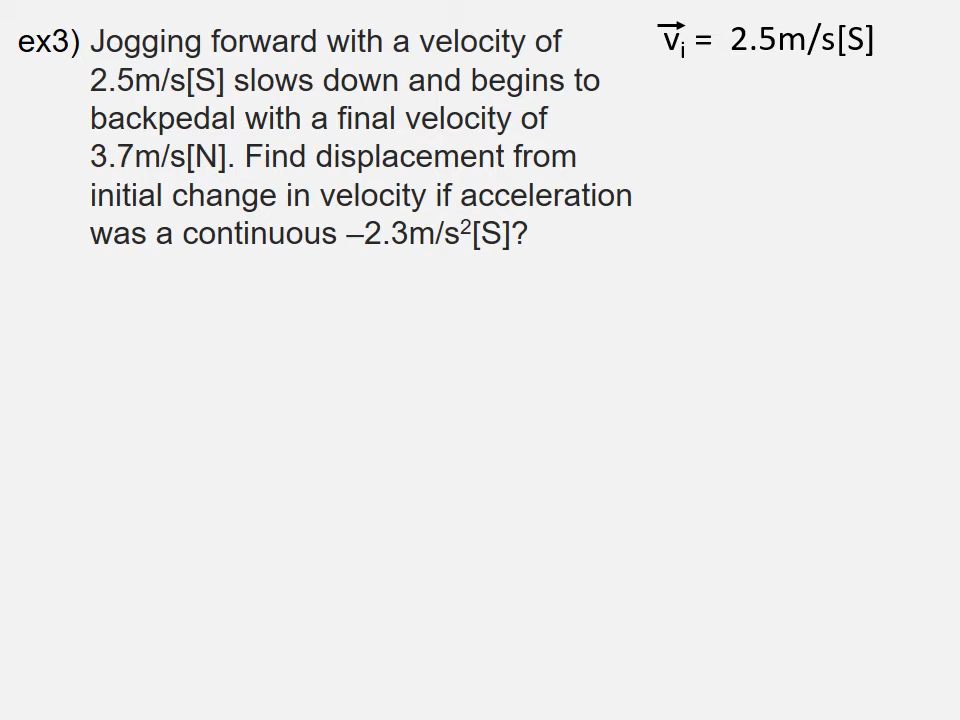 ex3) Jogging forward with a velocity of
2.5m/s[S] slows down and begins to
backpedal with a final velocity of
3.7m/s[N]. Find displacement from
initial change in velocity if acceleration
was a continuous –2.3m/s²[S]?
v⃗ᵢ = 2.5m/s[S]